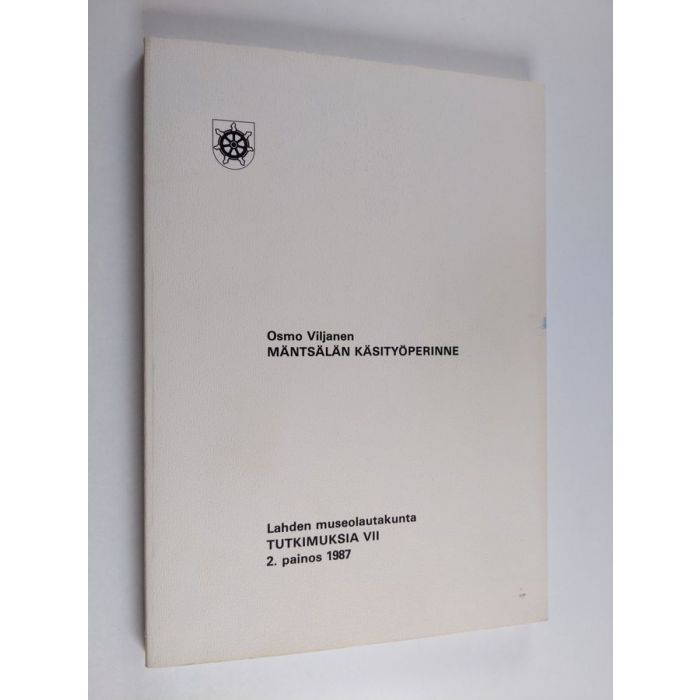 Osmo Viljanen
MÄNTSÄLÄN KÄSITYÖPERINNE
Lahden museolautakunta
TUTKIMUKSIA VII
2. painos 1987